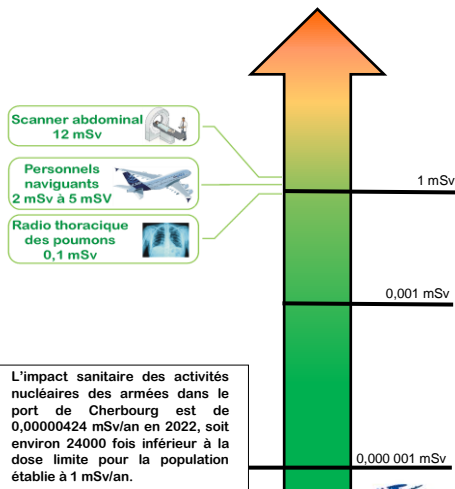 Scanner abdominal
12 mSv
Personnels
naviguants
2 mSv à 5 mSV
Radio thoracique
des poumons
0,1 mSv
1 mSv
0,001 mSv
0,000 001 mSv
L'impact sanitaire des activités
nucléaires des armées dans le
port de Cherbourg est de
0,00000424 mSv/an en 2022, soit
environ 24000 fois inférieur à la
dose limite pour la population
établie à 1 mSv/an.